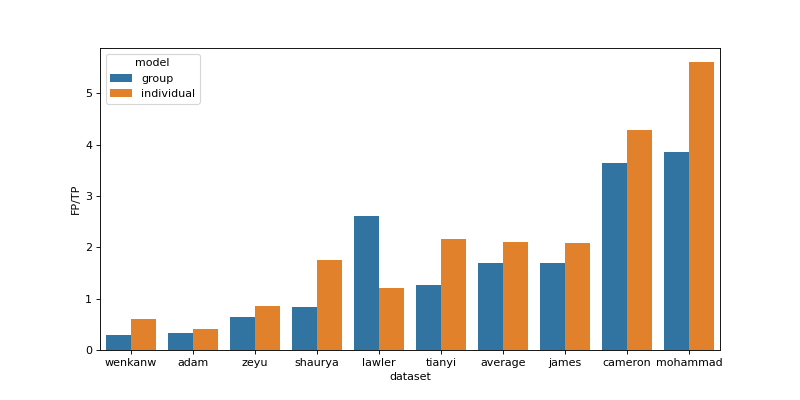 model
group
individual
5
4
3
2
1
0
FP/TP
wenkanw adam zeyu shaurya lawler tianyi average james cameron mohammad
dataset